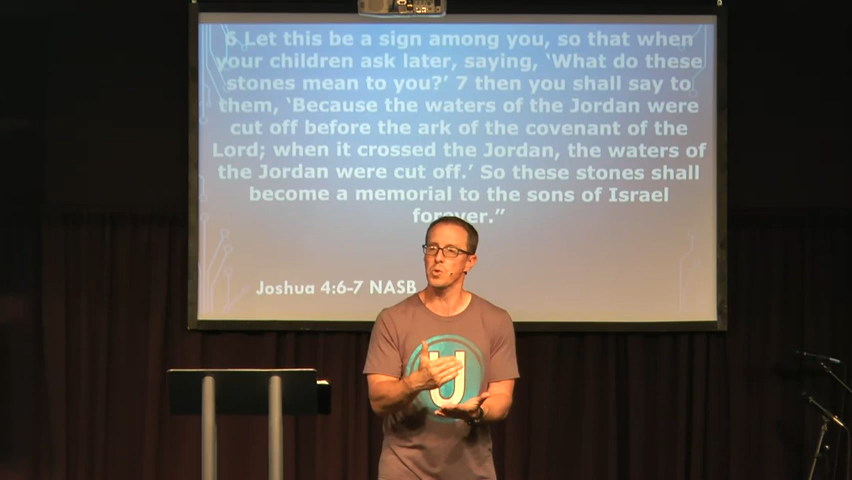 6 Let this be a sign among you, so that when
your children ask later, saying, ‘What do these
stones mean to you?’ 7 then you shall say to
them, ‘Because the waters of the Jordan were
cut off before the ark of the covenant of the
Lord; when it crossed the Jordan, the waters of
the Jordan were cut off.’ So these stones shall
become a memorial to the sons of Israel
forever.”
Joshua 4:6-7 NASB
U